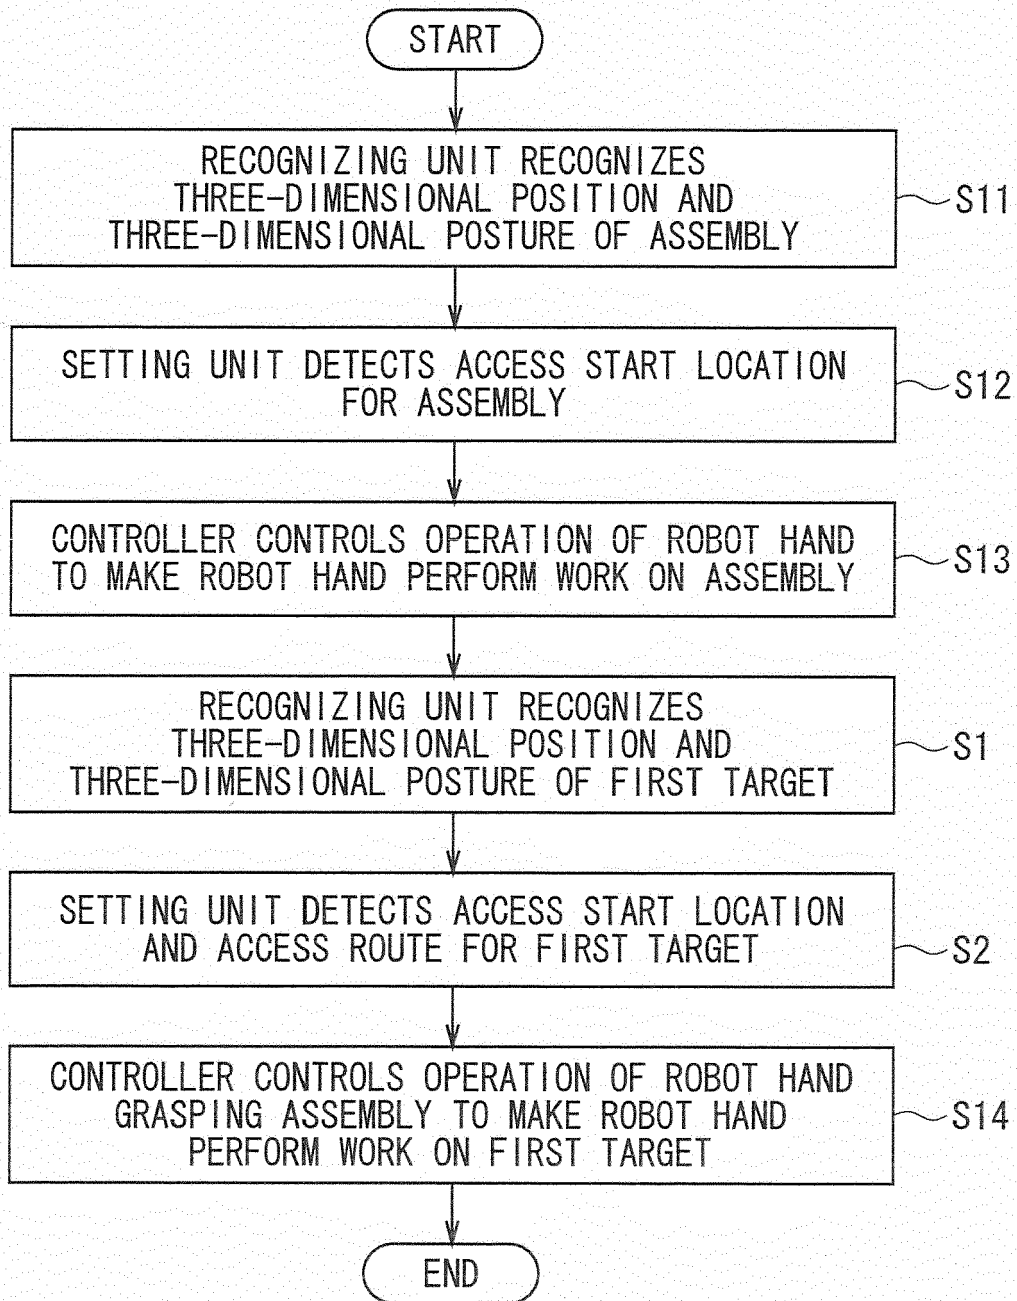 START
RECOGNIZING UNIT RECOGNIZES
THREE-DIMENSIONAL POSITION AND
THREE-DIMENSIONAL POSTURE OF ASSEMBLY
S11
SETTING UNIT DETECTS ACCESS START LOCATION
FOR ASSEMBLY
S12
CONTROLLER CONTROLS OPERATION OF ROBOT HAND
TO MAKE ROBOT HAND PERFORM WORK ON ASSEMBLY
S13
RECOGNIZING UNIT RECOGNIZES
THREE-DIMENSIONAL POSITION AND
THREE-DIMENSIONAL POSTURE OF FIRST TARGET
S1
SETTING UNIT DETECTS ACCESS START LOCATION
AND ACCESS ROUTE FOR FIRST TARGET
S2
CONTROLLER CONTROLS OPERATION OF ROBOT HAND
GRASPING ASSEMBLY TO MAKE ROBOT HAND
PERFORM WORK ON FIRST TARGET
S14
END